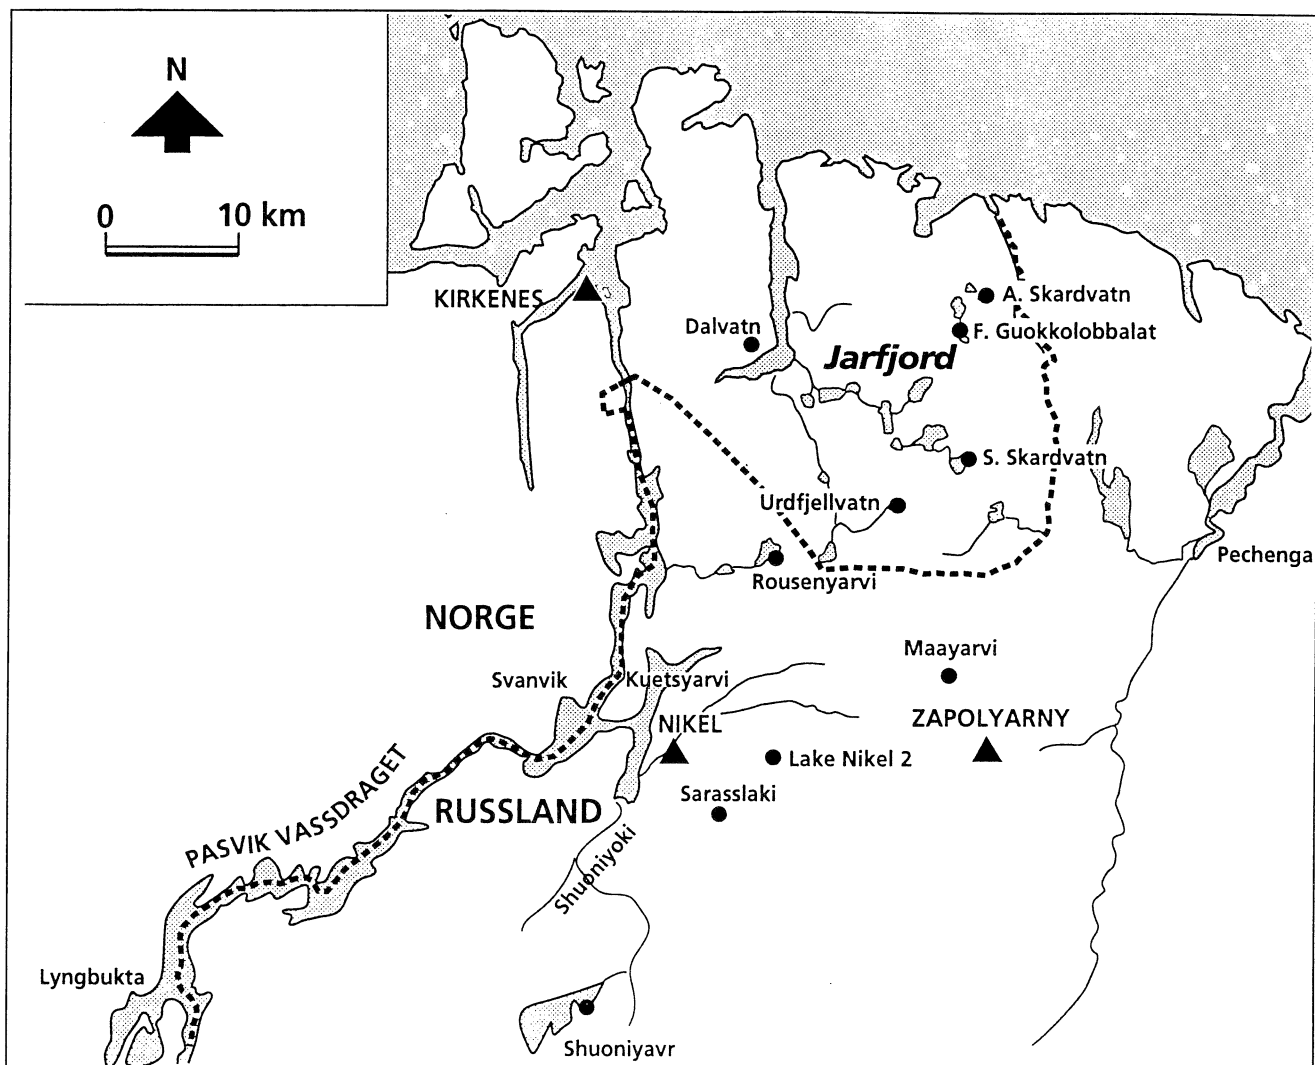 N
0 10 km
KIRKENES
A. Skardvatn
Dalvatn
F. Guokkolobbalat
Jarfjord
S. Skardvatn
Urdfjellvatn
Pechenga
Rousenyarvi
NORGE
Maayarvi
Svanvik
Kuetsyarvi
NIKEL
ZAPOLYARNY
Lake Nikel 2
PASVIK VASSDRAGET
RUSSLAND
Sarasslaki
Shuoniyoki
Lyngbukta
Shuoniyavr